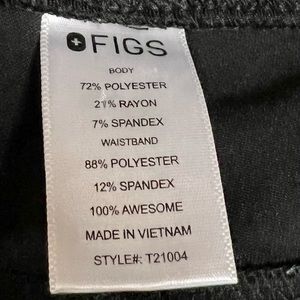 FIGS
BODY
72% POLYESTER
21% RAYON
7% SPANDEX
WAISTBAND
88% POLYESTER
12% SPANDEX
100% AWESOME
MADE IN VIETNAM
STYLE#: T21004